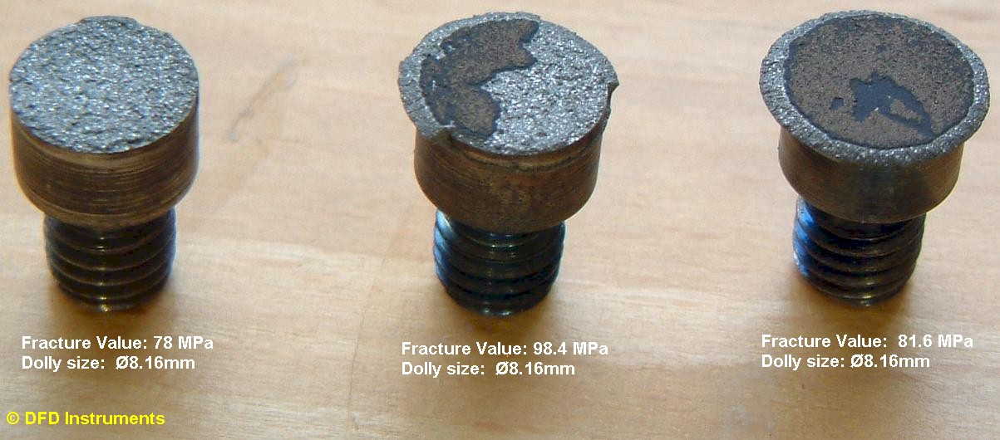 Fracture Value: 78 MPa
Dolly size: Ø8.16mm
Fracture Value: 98.4 MPa
Dolly size: Ø8.16mm
Fracture Value: 81.6 MPa
Dolly size: Ø8.16mm
© DFD Instruments